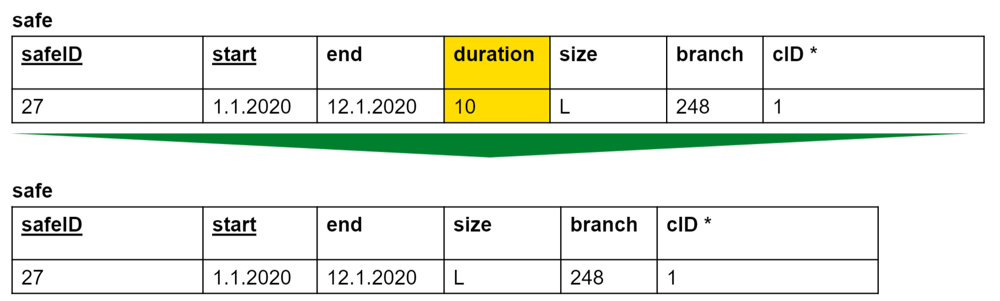 safe
safeID start end duration size branch cID *
27 1.1.2020 12.1.2020 10 L 248 1
safe
safeID start end size branch cID *
27 1.1.2020 12.1.2020 L 248 1